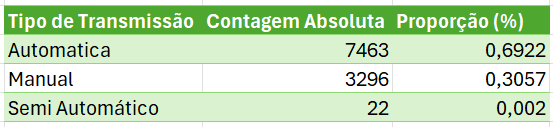 Tipo de Transmissão Contagem Absoluta Proporção (%)
Automatica 7463 0,6922
Manual 3296 0,3057
Semi Automático 22 0,002